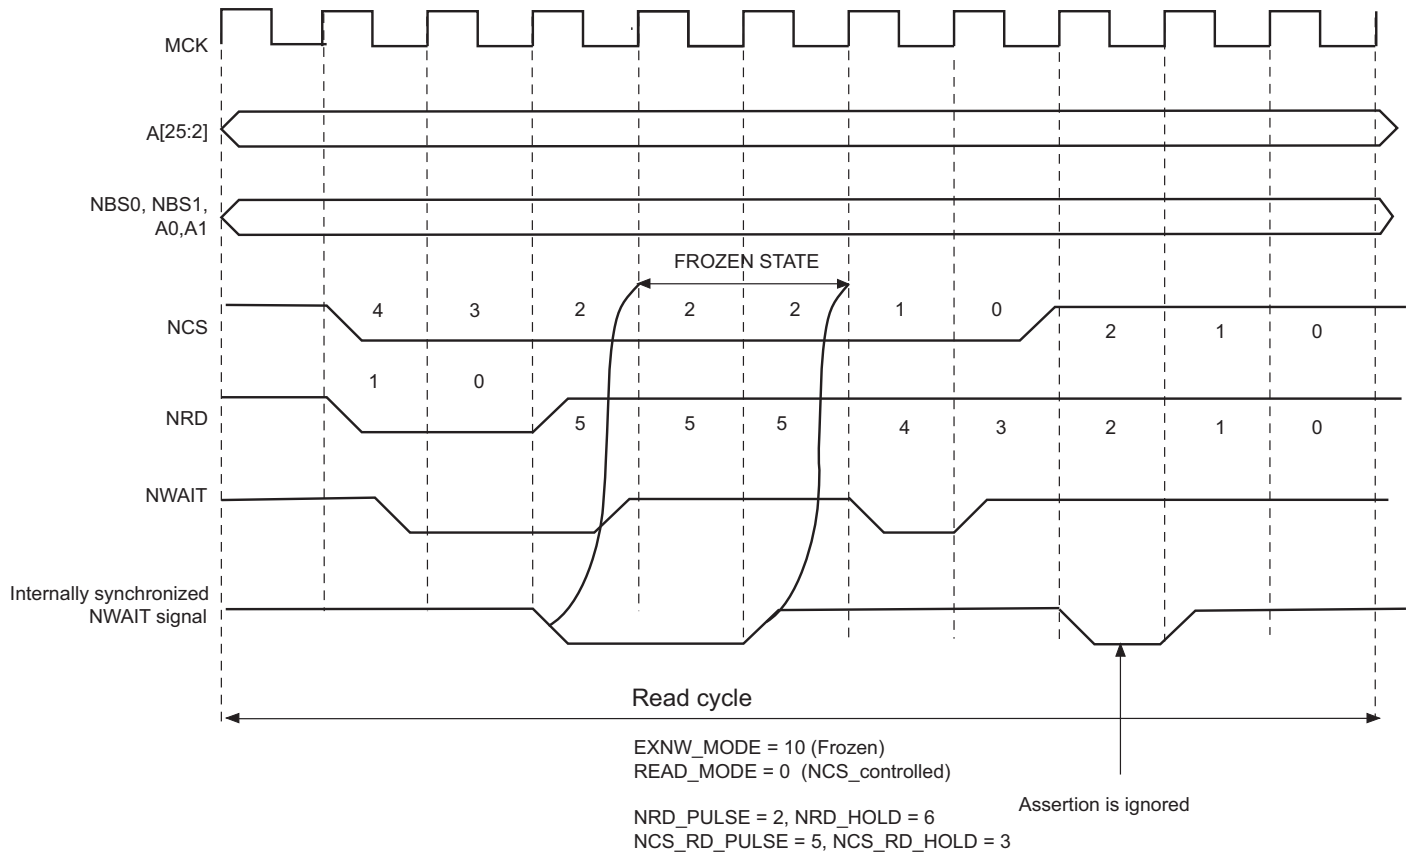 MCK
A[25:2]
NBS0, NBS1,
A0,A1
FROZEN STATE
NCS
4 3 2 2 2 1 0
2 1 0
1 0
NRD
5 5 5 4 3 2 1 0
NWAIT
Internally synchronized
NWAIT signal
Read cycle
EXNW_MODE = 10 (Frozen)
READ_MODE = 0 (NCS_controlled)
Assertion is ignored
NRD_PULSE = 2, NRD_HOLD = 6
NCS_RD_PULSE = 5, NCS_RD_HOLD = 3